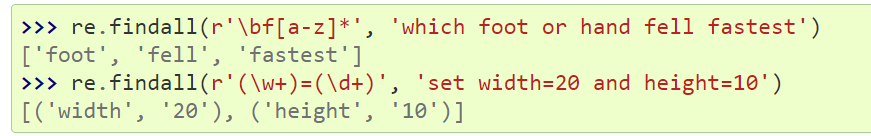 >>> re.findall(r'\bf[a-z]*', 'which foot or hand fell fastest')
['foot', 'fell', 'fastest']
>>> re.findall(r'(\w+)=(\d+)', 'set width=20 and height=10')
[('width', '20'), ('height', '10')]